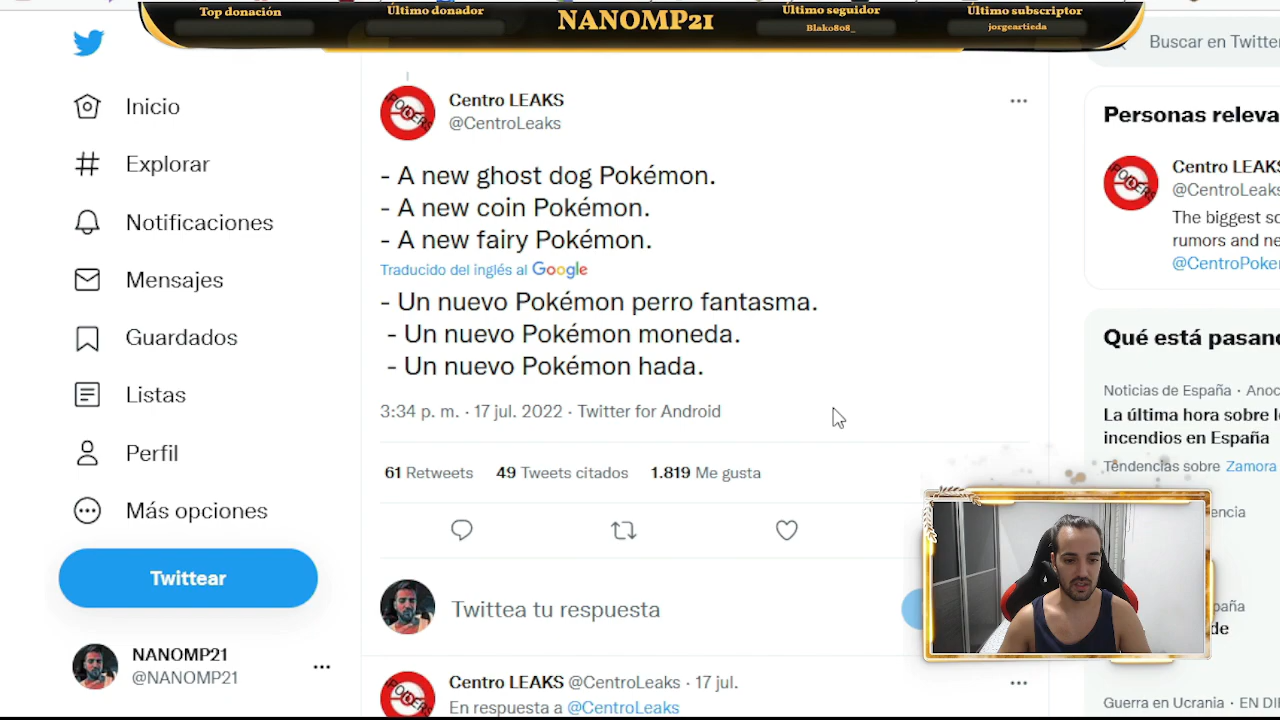 Top donación
Último donador
NANOMP21
Último seguidor
Blako808_
Último subscriptor
jorgeartieda
Inicio
Explorar
Notificaciones
Mensajes
Guardados
Listas
Perfil
Más opciones
Twittear
NANOMP21
@NANOMP21
Centro LEAKS
@CentroLeaks
- A new ghost dog Pokémon.
- A new coin Pokémon.
- A new fairy Pokémon.
Traducido del inglés al Google
- Un nuevo Pokémon perro fantasma.
- Un nuevo Pokémon moneda.
- Un nuevo Pokémon hada.
3:34 p. m. · 17 jul. 2022 · Twitter for Android
61 Retweets 49 Tweets citados 1.819 Me gusta
Twittea tu respuesta
Centro LEAKS @CentroLeaks · 17 jul.
En respuesta a @CentroLeaks
Buscar en Twitter
Personas releva
Centro LEAKS
@CentroLeaks
The biggest so
rumors and ne
@CentroPoker
Qué está pasand
Noticias de España · Anoc
La última hora sobre l
incendios en España
Tendencias sobre Zamora
encia
paña
de
Guerra en Ucrania · EN DI